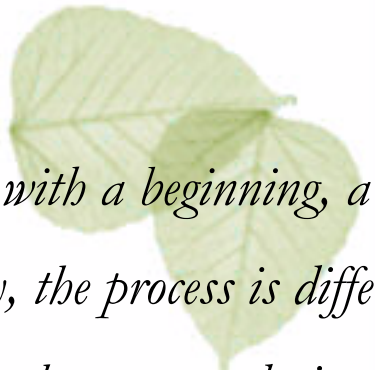 with a beginning, a
, the process is diffe